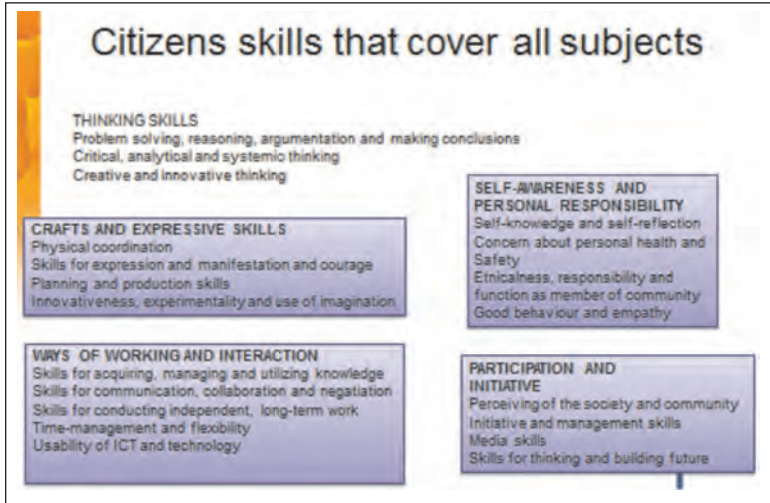 Citizens skills that cover all subjects
THINKING SKILLS
Problem solving, reasoning, argumentation and making conclusions
Critical, analytical and systemic thinking
Creative and innovative thinking
CRAFTS AND EXPRESSIVE SKILLS
Physical coordination
Skills for expression and manifestation and courage
Planning and production skills
Innovativeness, experimentality and use of imagination
SELF-AWARENESS AND
PERSONAL RESPONSIBILITY
Self-knowledge and self-reflection
Concern about personal health and
Safety
Etnicalness, responsibility and
function as member of community
Good behaviour and empathy
WAYS OF WORKING AND INTERACTION
Skills for acquiring, managing and utilizing knowledge
Skills for communication, collaboration and negatiation
Skills for conducting independent, long-term work
Time-management and flexibility
Usability of ICT and technology
PARTICIPATION AND
INITIATIVE
Perceiving of the society and community
Initiative and management skills
Media skills
Skills for thinking and building future